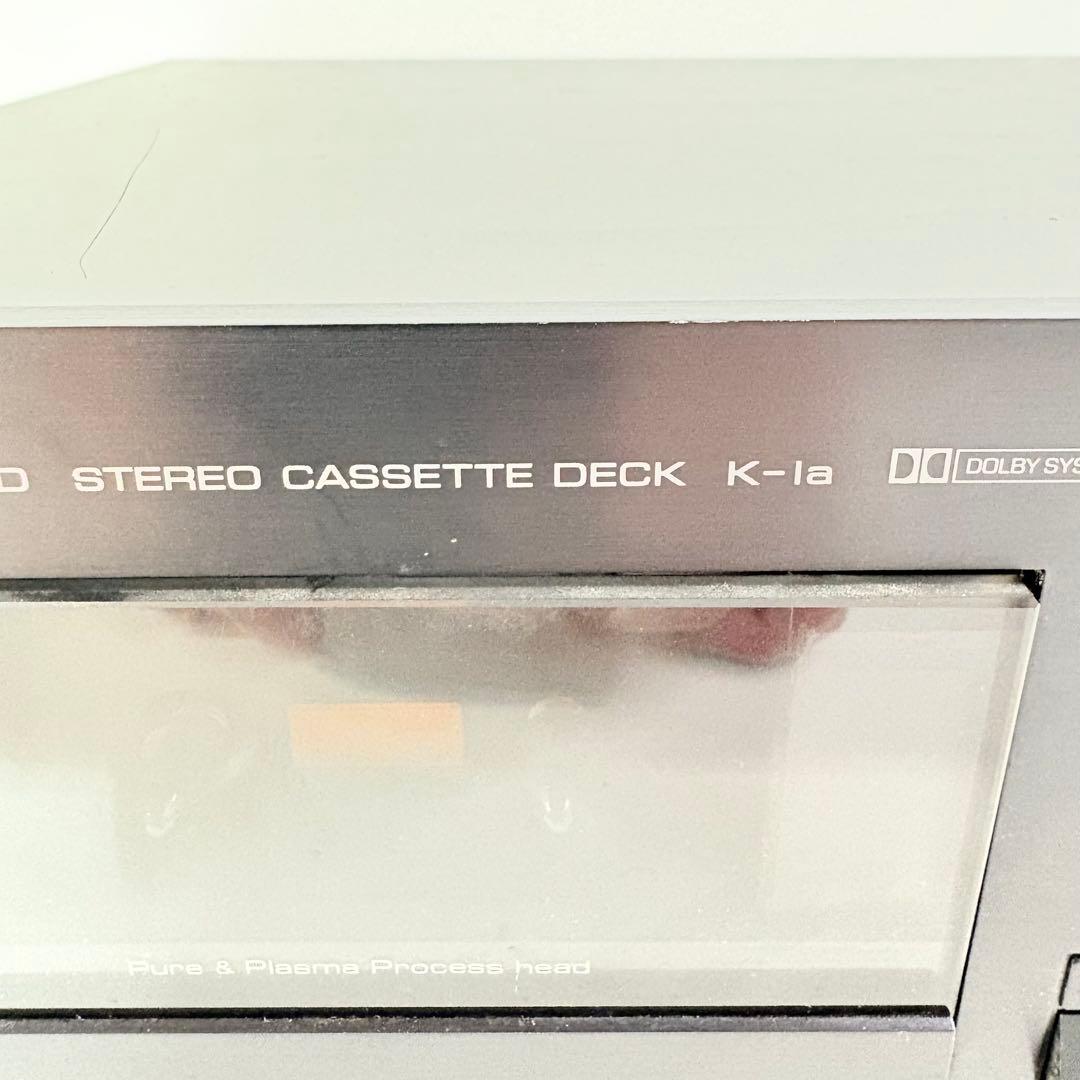 D STEREO CASSETTE DECK K-1a DOLBY SYS
Pure & Plasma Process head